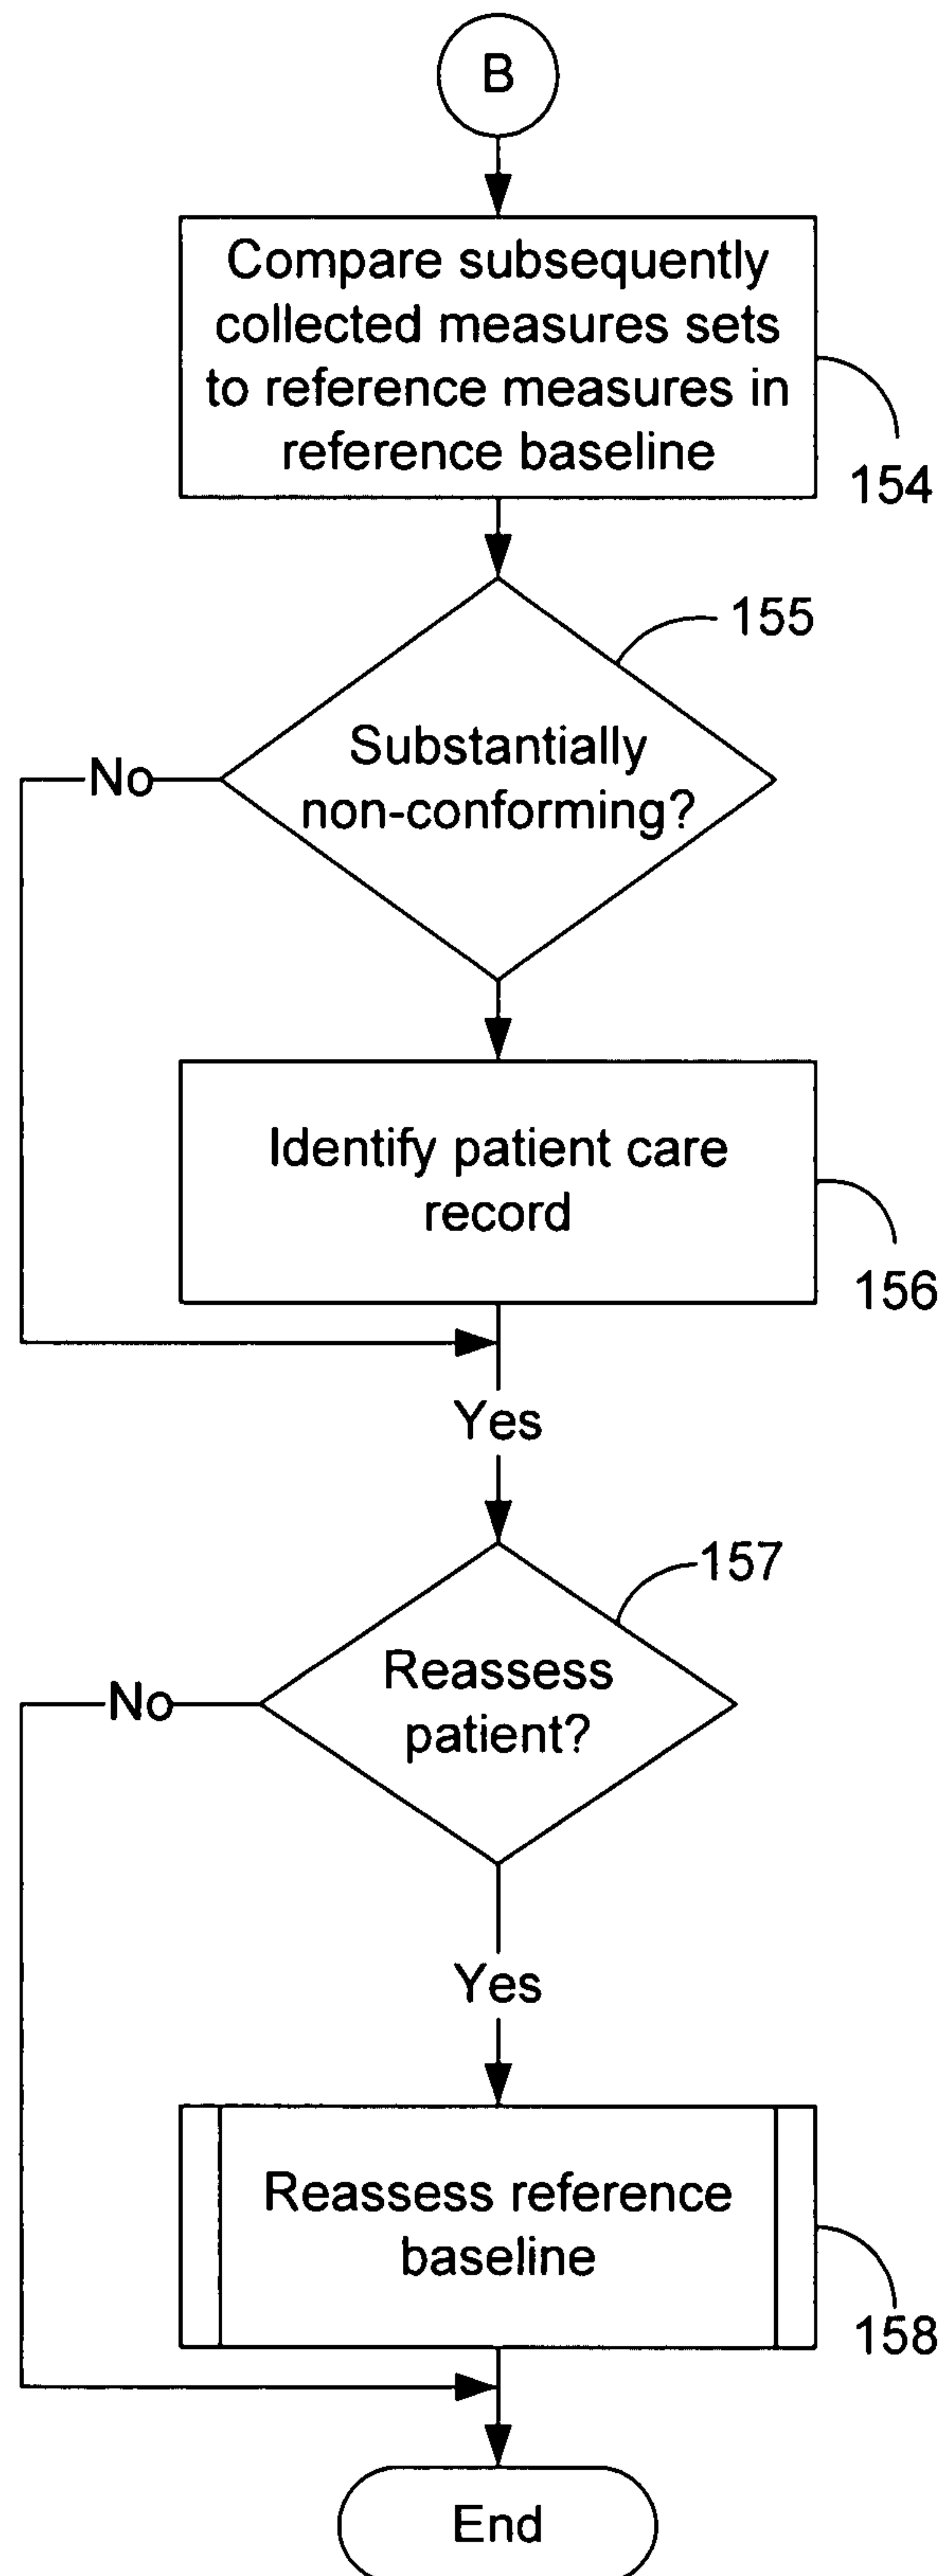 B
Compare subsequently
collected measures sets
to reference measures in
reference baseline
154
155
Substantially
non-conforming?
No
Identify patient care
record
156
Yes
157
Reassess
patient?
No
Yes
Reassess reference
baseline
158
End